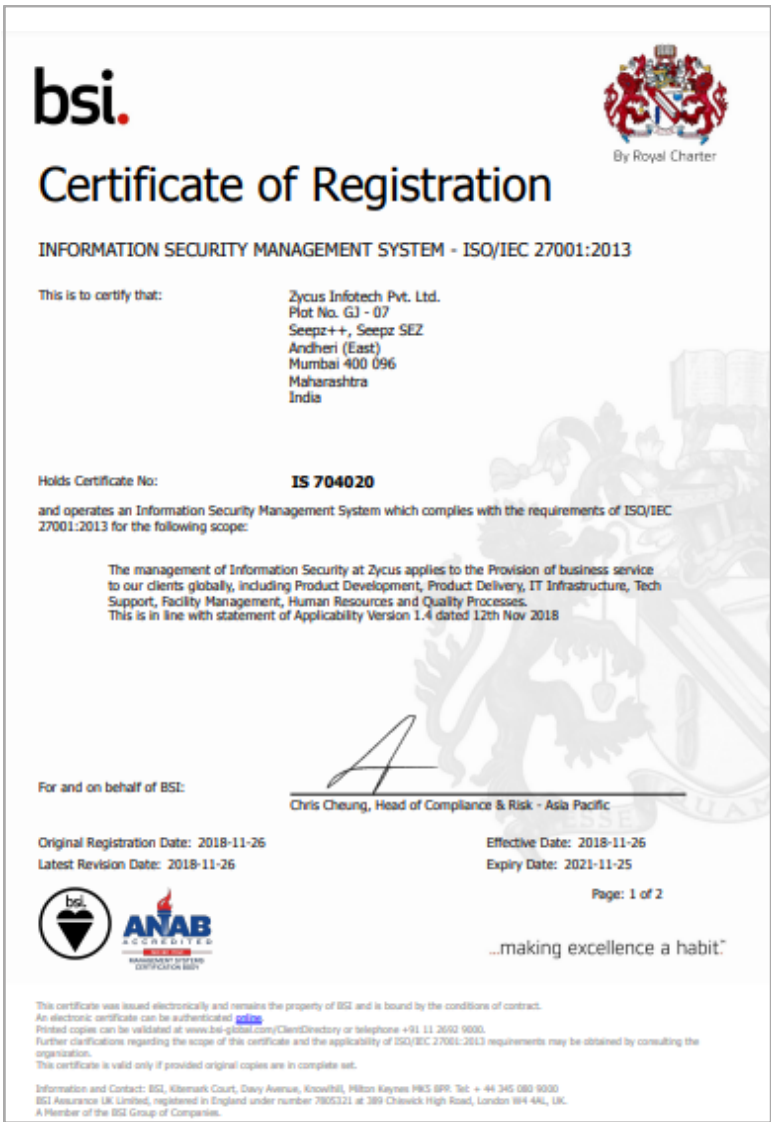 bsi.
By Royal Charter
Certificate of Registration
INFORMATION SECURITY MANAGEMENT SYSTEM - ISO/IEC 27001:2013
This is to certify that:
Zycus Infotech Pvt. Ltd.
Plot No. GJ - 07
Seepz++, Seepz SEZ
Andheri (East)
Mumbai 400 096
Maharashtra
India
Holds Certificate No:
IS 704020
and operates an Information Security Management System which complies with the requirements of ISO/IEC
27001:2013 for the following scope:
The management of Information Security at Zycus applies to the Provision of business service
to our clients globally, including Product Development, Product Delivery, IT Infrastructure, Tech
Support, Facility Management, Human Resources and Quality Processes.
This is in line with statement of Applicability Version 1.4 dated 12th Nov 2018
For and on behalf of BSI:
Chris Cheung, Head of Compliance & Risk - Asia Pacific
Original Registration Date: 2018-11-26
Effective Date: 2018-11-26
Latest Revision Date: 2018-11-26
Expiry Date: 2021-11-25
Page: 1 of 2
bsi.
ANAB
ACCREDITED
MANAGEMENT SYSTEMS
CERTIFICATION BODY
...making excellence a habit.™
This certificate was issued electronically and remains the property of BSI and is bound by the conditions of contract.
An electronic certificate can be authenticated online.
Printed copies can be validated at www.bsi-global.com/ClientDirectory or telephone +91 11 2692 9000.
Further clarifications regarding the scope of this certificate and the applicability of ISO/IEC 27001:2013 requirements may be obtained by consulting the
organization.
This certificate is valid only if provided original copies are in complete set.
Information and Contact: BSI, Kitemark Court, Davy Avenue, Knowlhill, Milton Keynes MK5 8PP. Tel: + 44 345 080 9000
BSI Assurance UK Limited, registered in England under number 7805321 at 389 Chiswick High Road, London W4 4AL, UK.
A Member of the BSI Group of Companies.